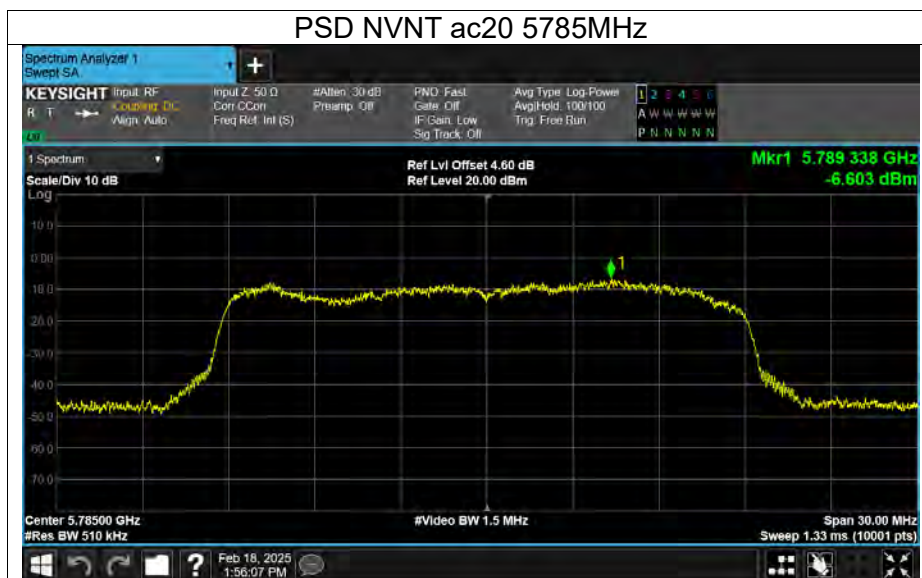 PSD NVNT ac20 5785MHz
Spectrum Analyzer 1
Swept SA
+
KEYSIGHT Input: RF Input Z: 50 Ω #Atten: 30 dB PNO: Fast Avg Type: Log-Power 1 2 3 4 5 6
R T Coupling: DC Corr CCorr Preamp: Off Gate: Off Avg|Hold: 100/100 A W W W W W
Align: Auto Freq Ref: Int (S) IF Gain: Low Trig: Free Run P N N N N N
Sig Track: Off
1 Spectrum Ref Lvl Offset 4.60 dB Mkr1 5.789 338 GHz
Scale/Div 10 dB Ref Level 20.00 dBm -6.603 dBm
Log
10.0
0.00
1
-10.0
-20.0
-30.0
-40.0
-50.0
-60.0
-70.0
Center 5.78500 GHz #Video BW 1.5 MHz Span 30.00 MHz
#Res BW 510 kHz Sweep 1.33 ms (10001 pts)
? Feb 18, 2025
1:56:07 PM